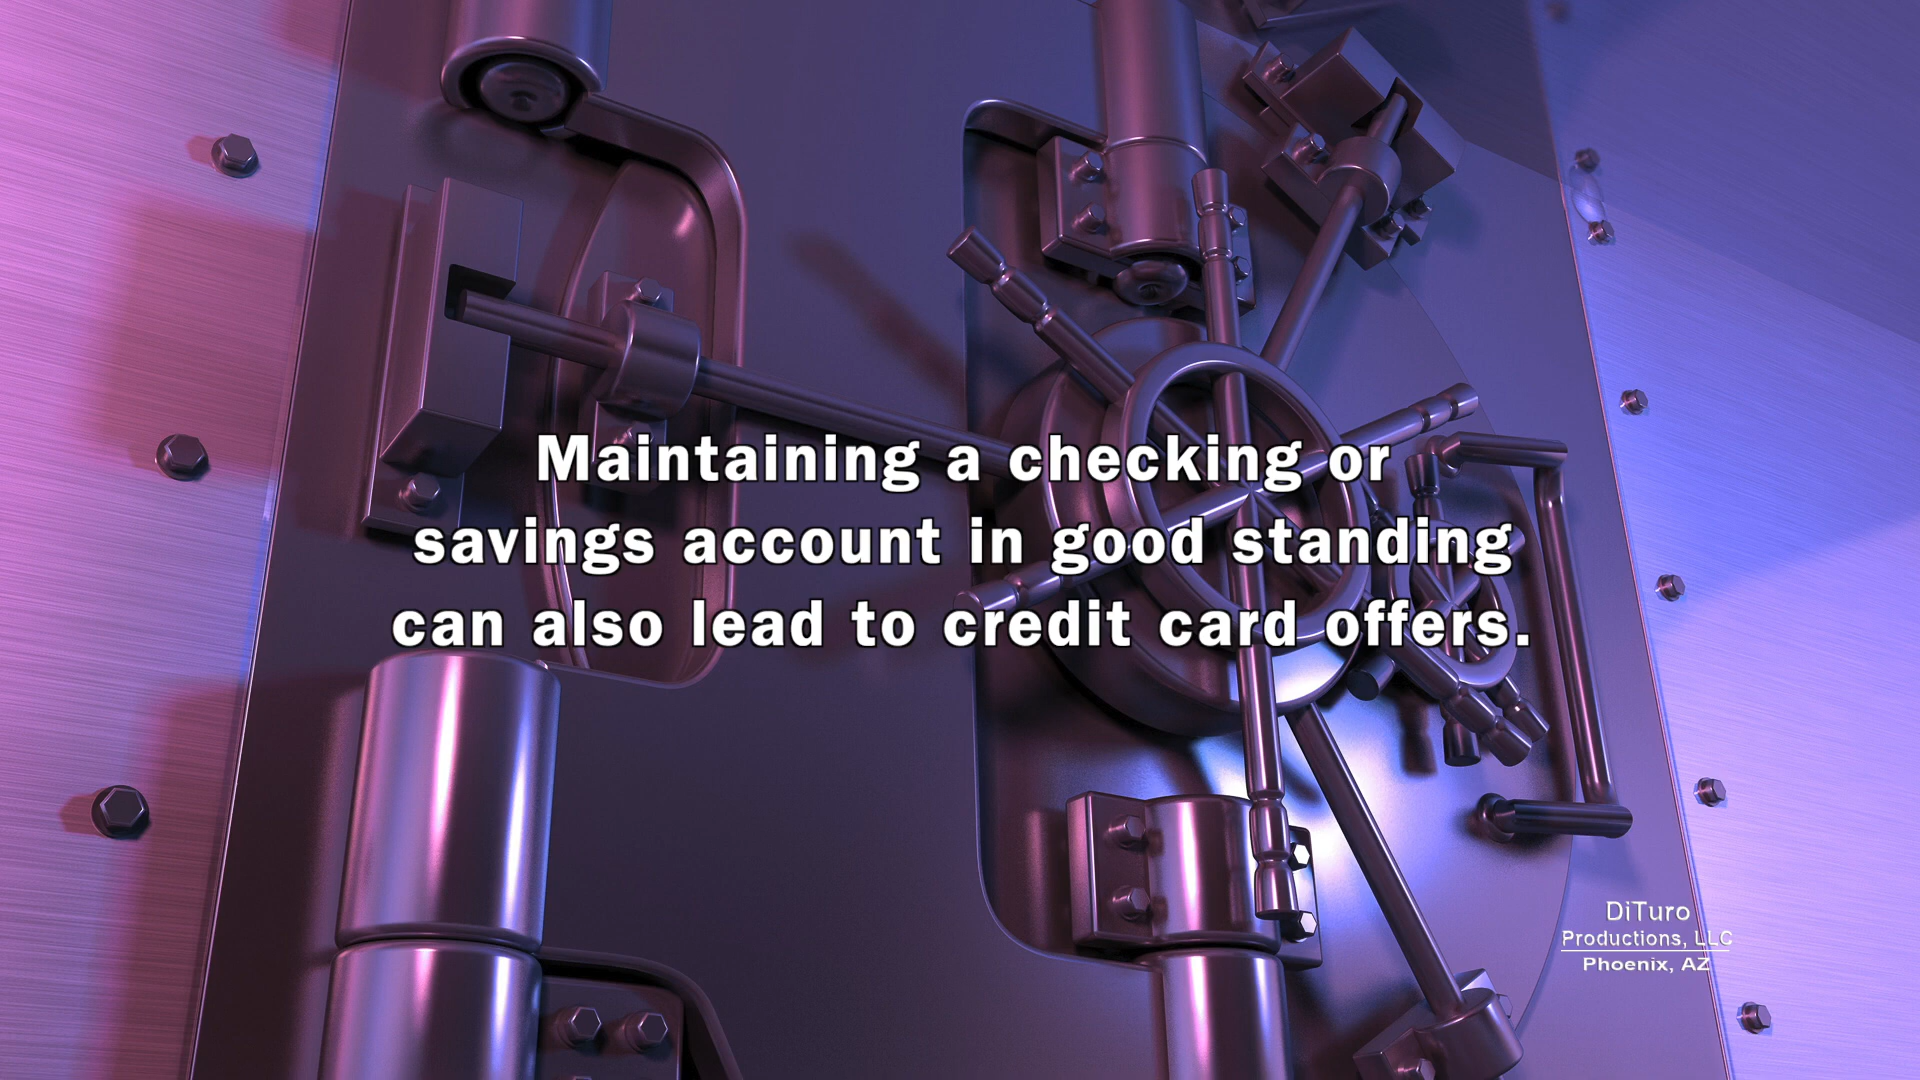 Maintaining a checking or
savings account in good standing
can also lead to credit card offers.
DiTuro
Productions, LLC
Phoenix, AZ